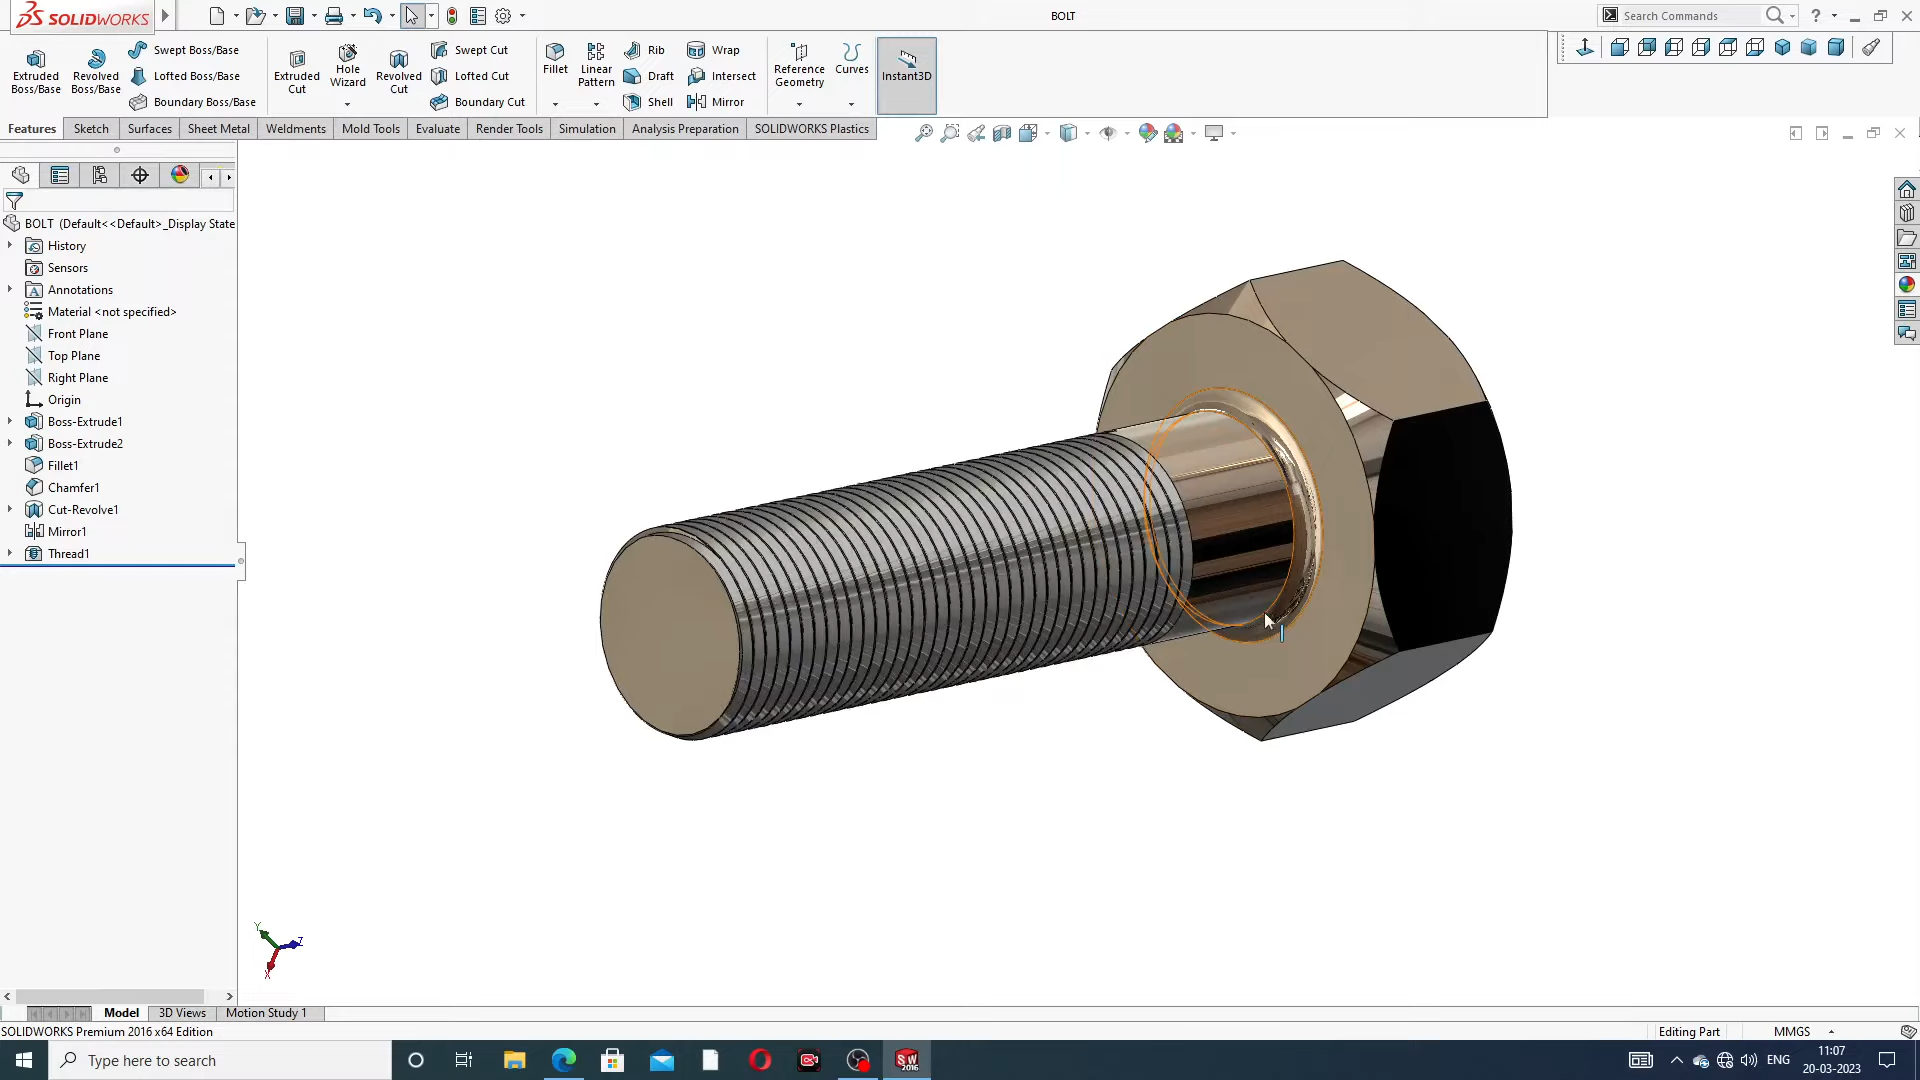 SOLIDWORKS
BOLT
Search Commands
Extruded Boss/Base
Revolved Boss/Base
Swept Boss/Base
Lofted Boss/Base
Boundary Boss/Base
Extruded Cut
Hole Wizard
Revolved Cut
Swept Cut
Lofted Cut
Boundary Cut
Fillet
Linear Pattern
Rib
Draft
Shell
Wrap
Intersect
Mirror
Reference Geometry
Curves
Instant3D
Features
Sketch
Surfaces
Sheet Metal
Weldments
Mold Tools
Evaluate
Render Tools
Simulation
Analysis Preparation
SOLIDWORKS Plastics
BOLT (Default<<Default>_Display State
History
Sensors
Annotations
Material <not specified>
Front Plane
Top Plane
Right Plane
Origin
Boss-Extrude1
Boss-Extrude2
Fillet1
Chamfer1
Cut-Revolve1
Mirror1
Thread1
Y
Z
X
Model
3D Views
Motion Study 1
SOLIDWORKS Premium 2016 x64 Edition
Editing Part
MMGS
Type here to search
SW
2016
ENG
11:07
20-03-2023